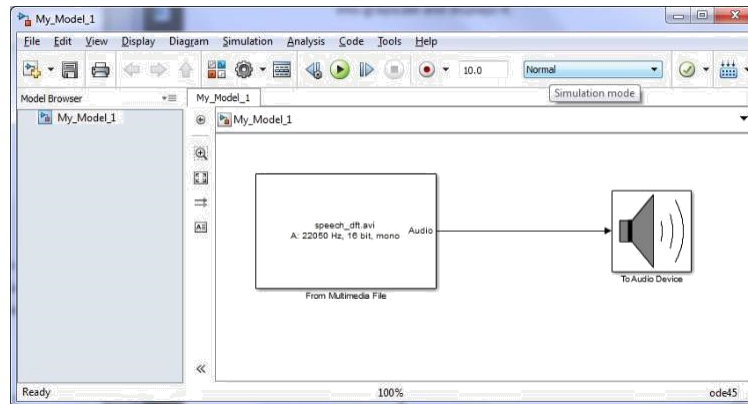 My_Model_1
File Edit View Display Diagram Simulation Analysis Code Tools Help
10.0 Normal
Simulation mode
Model Browser My_Model_1
My_Model_1 My_Model_1
speech_dft.avi
A: 22050 Hz, 16 bit, mono
Audio
From Multimedia File
To Audio Device
Ready 100% ode45